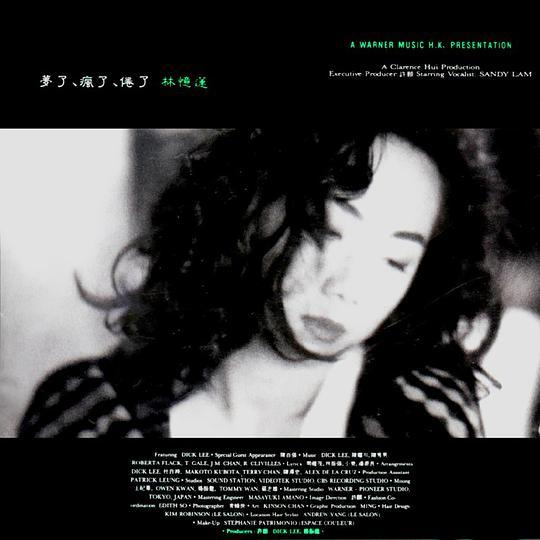 A WARNER MUSIC H.K. PRESENTATION
A Clarence Hui Production
Executive Producer 許願 Starring Vocalist. SANDY LAM
夢了、瘋了、倦了 林憶蓮
Featuring DICK LEE • Special Guest Appearance • Music DICK LEE,
ROBERTA FLACK, T. GALE, J.M. CHAN, R. CLIVILLES • Lyrics • Arrangements
DICK LEE, MAKOTO KUBOTA, TERRY CHAN, ALEX DE LA CRUZ • Production Assistant
PATRICK LEUNG • Studios SOUND STATION, VIDEOTEK STUDIO, CBS RECORDING STUDIO • Mixing
OWEN KWAN, TOMMY WAN, • Mastering Studio WARNER - PIONEER STUDIO,
TOKYO, JAPAN • Mastering Engineer MASAYUKI AMANO • Image Direction 許願 • Fashion Co-
ordination EDITH SO • Photographer • Art KINSON CHAN • Graphic Production MING • Hair Design
KIM ROBINSON (LE SALON) • Location Hair Stylist ANDREW YANG (LE SALON)
• Make-Up STEPHANIE PATRIMONIO (ESPACE COULEUR)
• Producers 許願 DICK LEE,